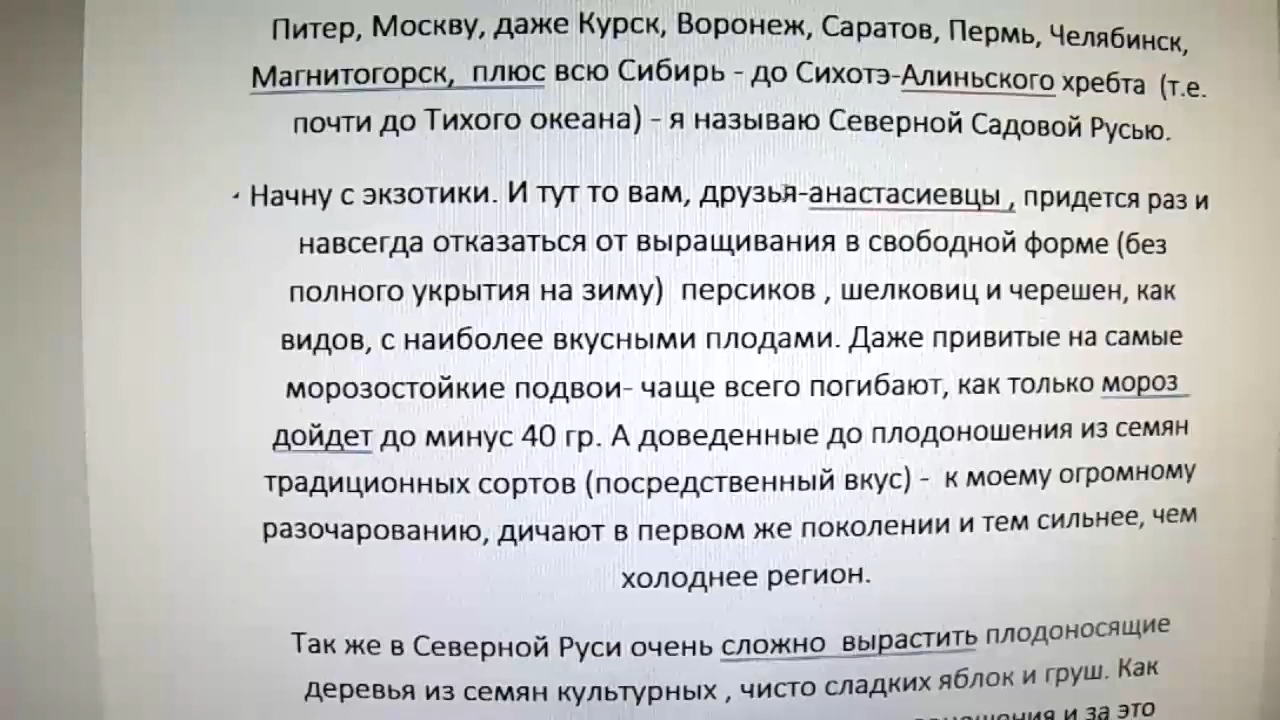 Питер, Москву, даже Курск, Воронеж, Саратов, Пермь, Челябинск,
Магнитогорск, плюс всю Сибирь - до Сихотэ-Алиньского хребта (т.е.
почти до Тихого океана) - я называю Северной Садовой Русью.
Начну с экзотики. И тут то вам, друзья-анастасиевцы , придется раз и
навсегда отказаться от выращивания в свободной форме (без
полного укрытия на зиму) персиков , шелковиц и черешен, как
видов, с наиболее вкусными плодами. Даже привитые на самые
морозостойкие подвои- чаще всего погибают, как только мороз
дойдет до минус 40 гр. А доведенные до плодоношения из семян
традиционных сортов (посредственный вкус) - к моему огромному
разочарованию, дичают в первом же поколении и тем сильнее, чем
холоднее регион.
Так же в Северной Руси очень сложно вырастить плодоносящие
деревья из семян культурных , чисто сладких яблок и груш. Как
и за это